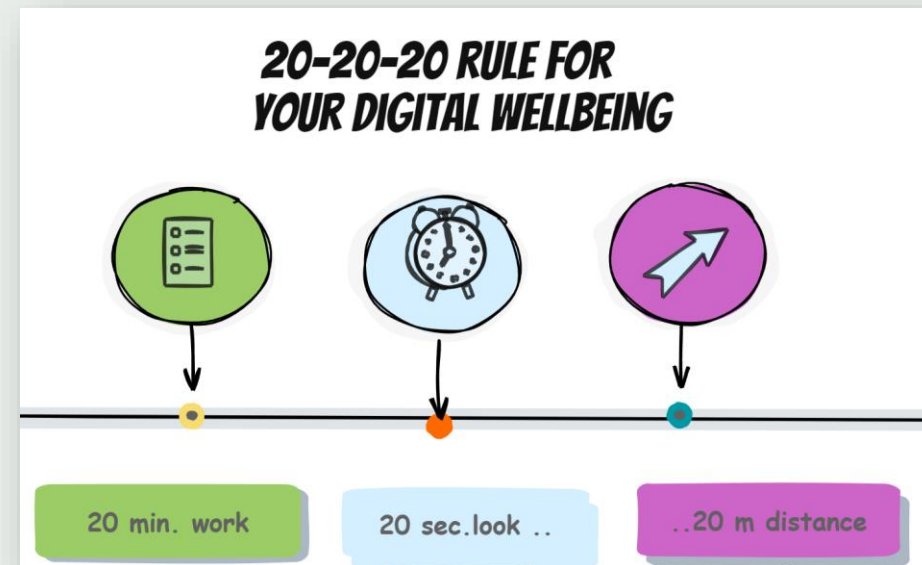 20-20-20 RULE FOR
YOUR DIGITAL WELLBEING
20 min. work
20 sec.look ..
..20 m distance